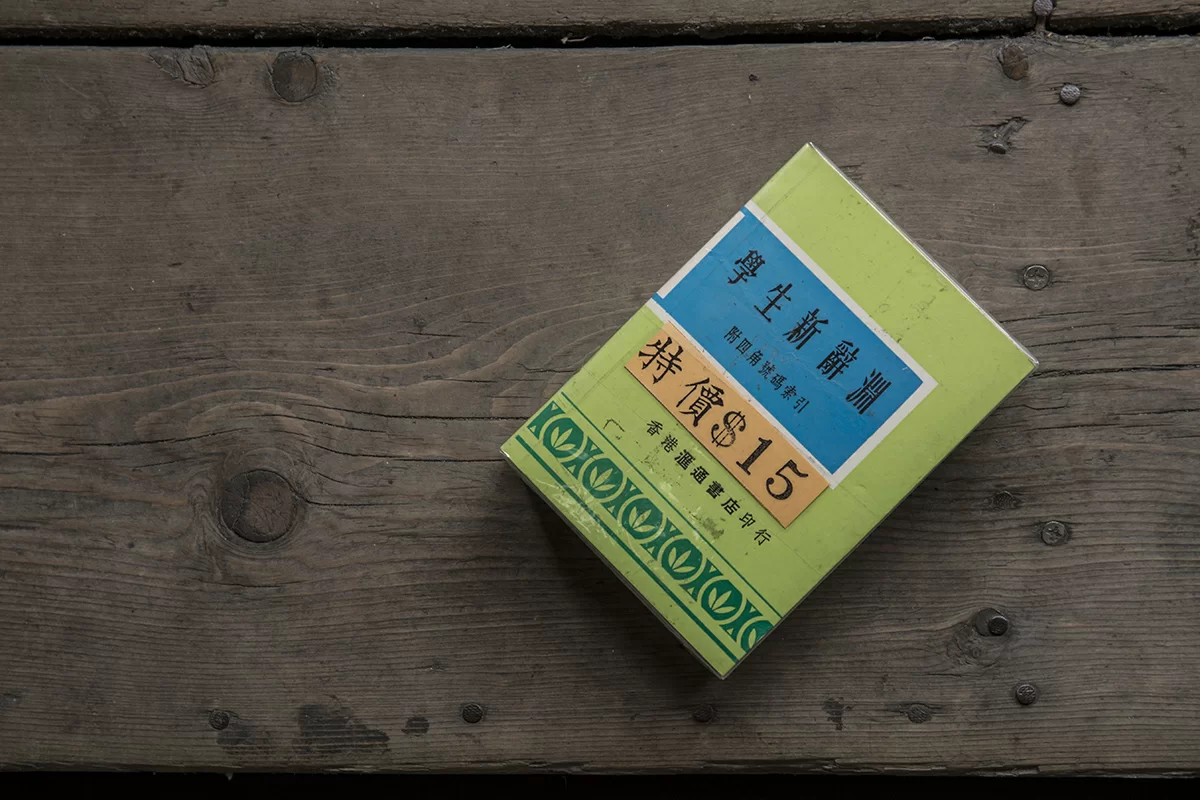 學生新辭淵
附四角號碼索引
特價$15
香港滙通書店印行